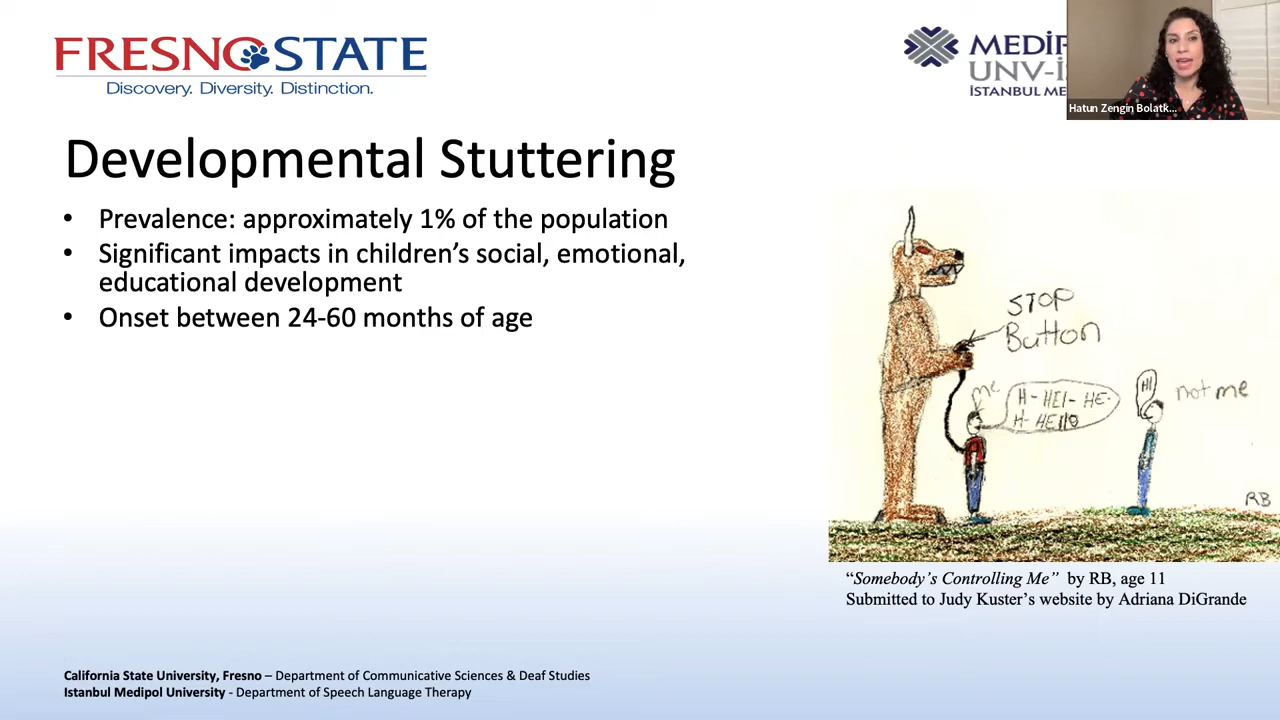 FRESNO STATE
Discovery. Diversity. Distinction.
MEDİP
UNV-İ
İSTANBUL ME
Hatun Zengin Bolatk...
Developmental Stuttering
• Prevalence: approximately 1% of the population
• Significant impacts in children's social, emotional,
educational development
• Onset between 24-60 months of age
STOP
Button
me
H- HEl- HE-
H- HEllO
HI
not me
RB
“Somebody's Controlling Me” by RB, age 11
Submitted to Judy Kuster's website by Adriana DiGrande
California State University, Fresno – Department of Communicative Sciences & Deaf Studies
Istanbul Medipol University - Department of Speech Language Therapy